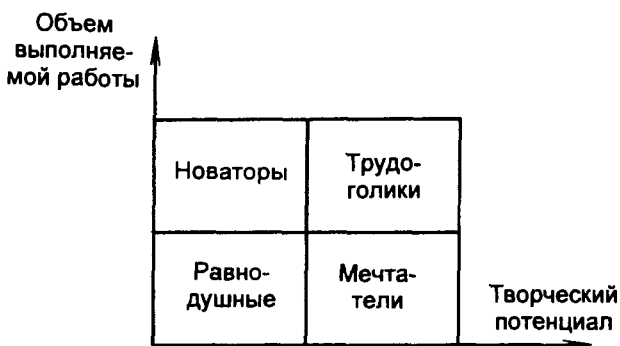 Объем
выполняе-
мой работы
Новаторы
Трудо-
голики
Равно-
душные
Мечта-
тели
Творческий
потенциал